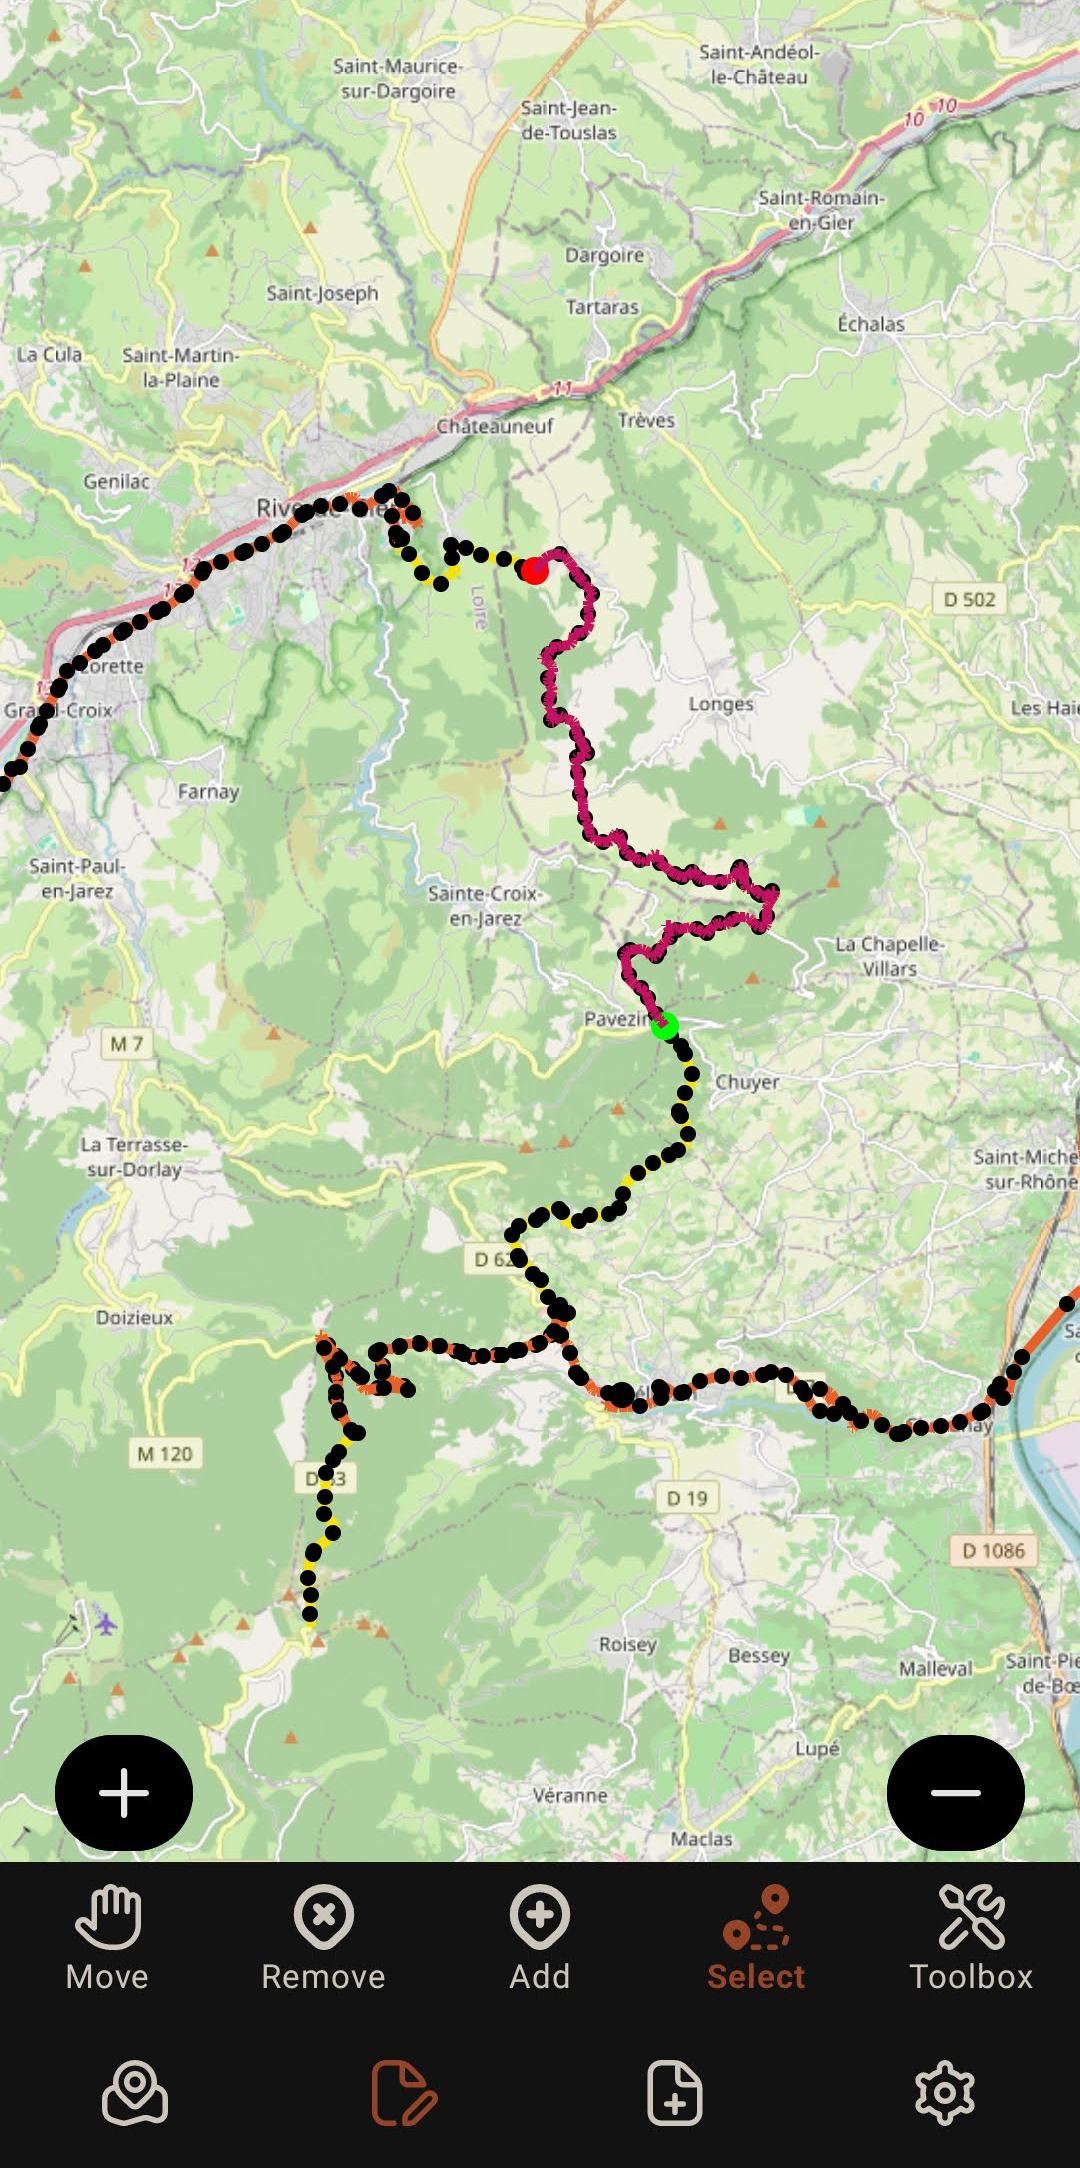 Saint-Maurice-
sur-Dargoire
Saint-Andéol-
le-Château
Saint-Jean-
de-Touslas
10
10
Saint-Romain-
en-Gier
Dargoire
Saint-Joseph
Tartaras
Échalas
La Cula
Saint-Martin-
la-Plaine
11
Châteauneuf
Trèves
Genilac
D 502
Longes
Les Haie
Farnay
Saint-Paul-
en-Jarez
Sainte-Croix-
en-Jarez
La Chapelle-
Villars
Pavezin
M 7
Chuyer
La Terrasse-
sur-Dorlay
Saint-Miche
sur-Rhône
D 62
Doizieux
Sa
M 120
D 19
D 1086
Roisey
Bessey
Malleval
Saint-Pie
de-Bœ
Lupé
Véranne
Maclas
Move
Remove
Add
Select
Toolbox